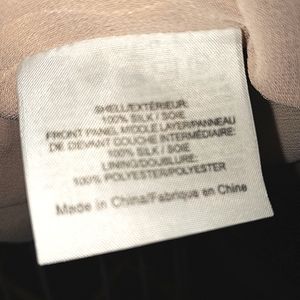 SHELL/EXTÉRIEUR:
100% SILK / SOIE
FRONT PANEL MIDDLE LAYER/PANNEAU
DE DEVANT COUCHE INTERMÉDIAIRE:
100% SILK / SOIE
LINING/DOUBLURE:
100% POLYESTER/POLYESTER
Made in China/Fabriqué en Chine